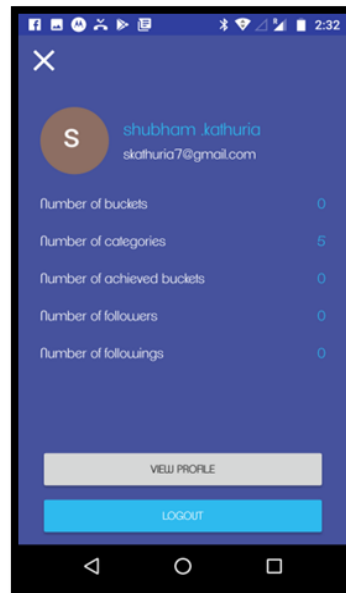 2:32
S
shubham .kathuria
skathuria7@gmail.com
Number of buckets 0
Number of categories 5
Number of achieved buckets 0
Number of followers 0
Number of followings 0
VIEW PROFILE
LOGOUT